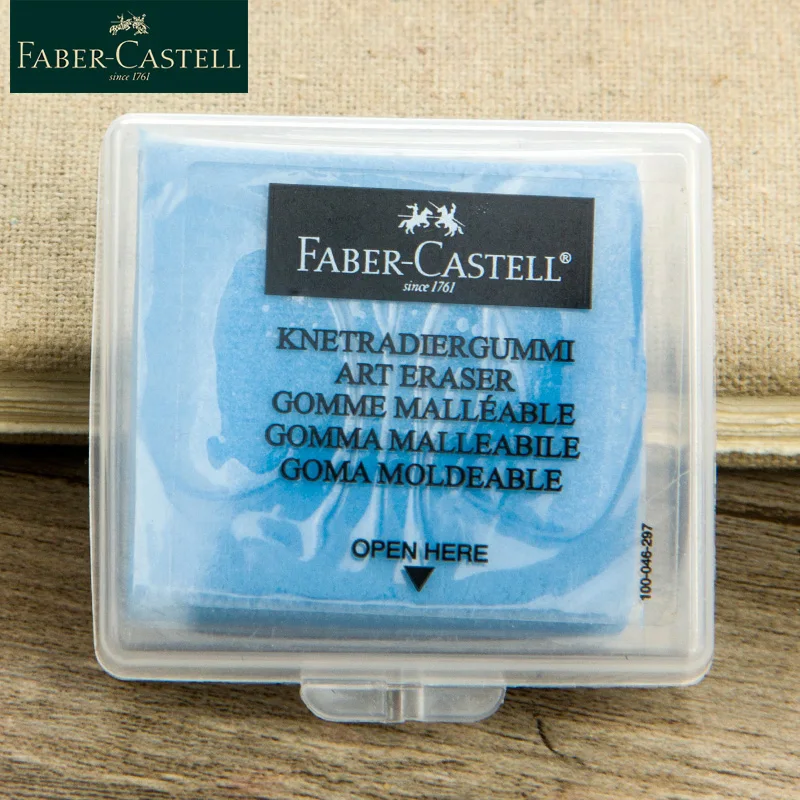 FABER-CASTELL
since 1761
FABER-CASTELL®
since 1761
KNETRADIERGUMMI
ART ERASER
GOMME MALLÉABLE
GOMMA MALLEABILE
GOMA MOLDEABLE
OPEN HERE
100-046-297